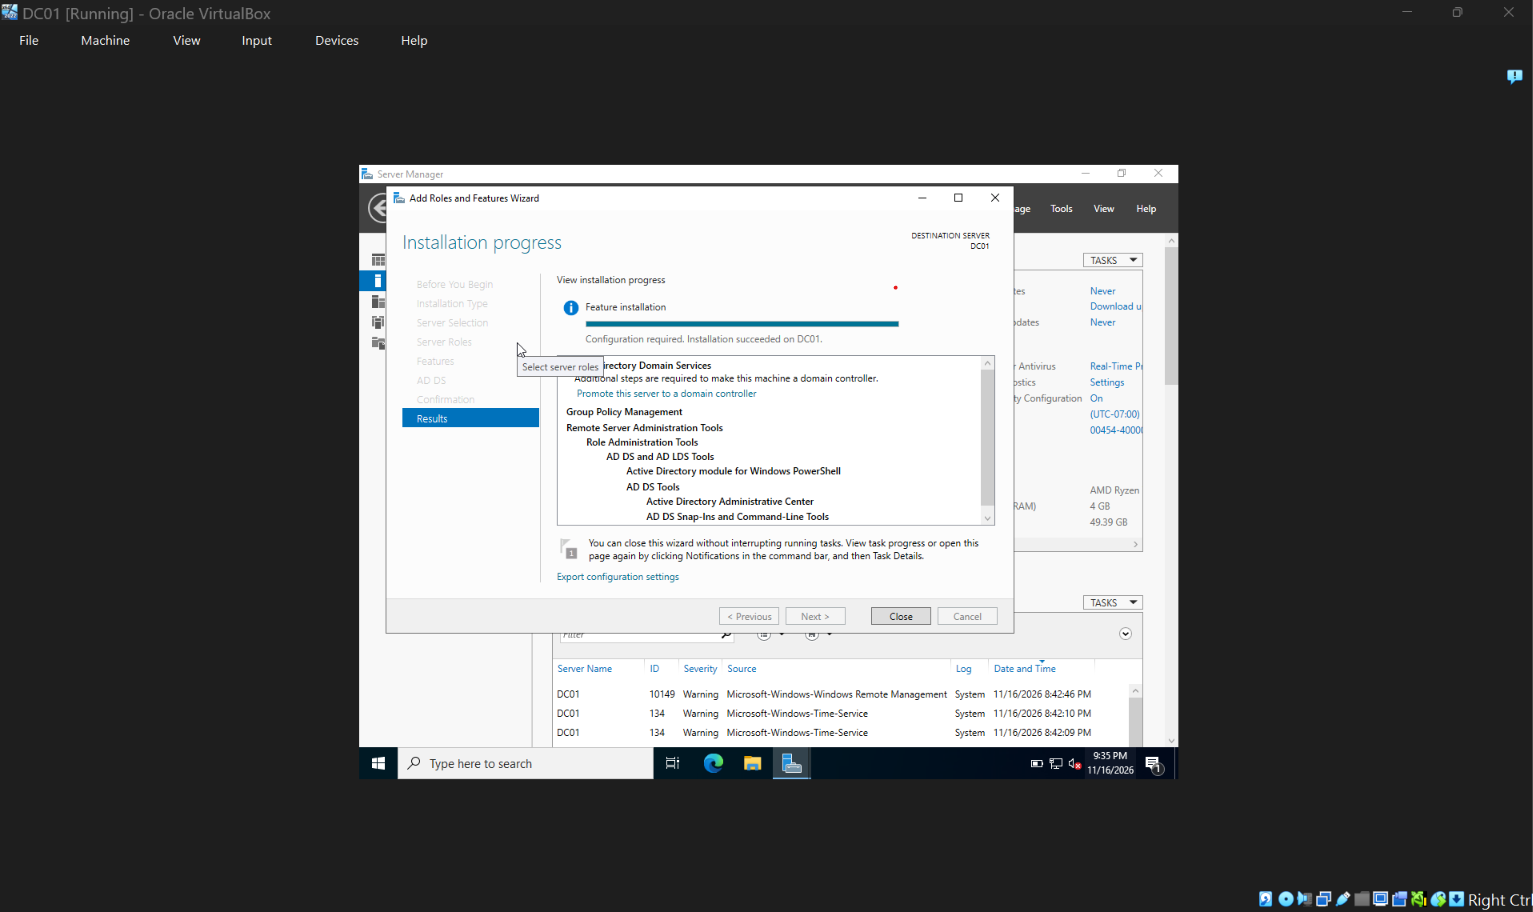 DC01 [Running] - Oracle VirtualBox
File Machine View Input Devices Help
Server Manager
Add Roles and Features Wizard
age Tools View Help
Installation progress
DESTINATION SERVER
DC01
TASKS
Before You Begin
Installation Type
Server Selection
Server Roles
Features
AD DS
Confirmation
Results
View installation progress
Feature installation
Configuration required. Installation succeeded on DC01.
Select server roles
irectory Domain Services
Additional steps are required to make this machine a domain controller.
Promote this server to a domain controller
Group Policy Management
Remote Server Administration Tools
Role Administration Tools
AD DS and AD LDS Tools
Active Directory module for Windows PowerShell
AD DS Tools
Active Directory Administrative Center
AD DS Snap-Ins and Command-Line Tools
1
You can close this wizard without interrupting running tasks. View task progress or open this
page again by clicking Notifications in the command bar, and then Task Details.
Export configuration settings
< Previous Next > Close Cancel
tes Never
Download u
pdates Never
r Antivirus Real-Time P
ostics Settings
ty Configuration On
(UTC-07:00)
00454-4000
AMD Ryzen
RAM) 4 GB
49.39 GB
TASKS
Filter
Server Name ID Severity Source Log Date and Time
DC01 10149 Warning Microsoft-Windows-Windows Remote Management System 11/16/2026 8:42:46 PM
DC01 134 Warning Microsoft-Windows-Time-Service System 11/16/2026 8:42:10 PM
DC01 134 Warning Microsoft-Windows-Time-Service System 11/16/2026 8:42:09 PM
Type here to search
9:35 PM
11/16/2026
1
Right Ctrl